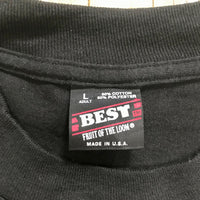 L
ADULT
50% COTTON
50% POLYESTER
BEST
FRUIT OF THE LOOM®
MADE IN U.S.A.